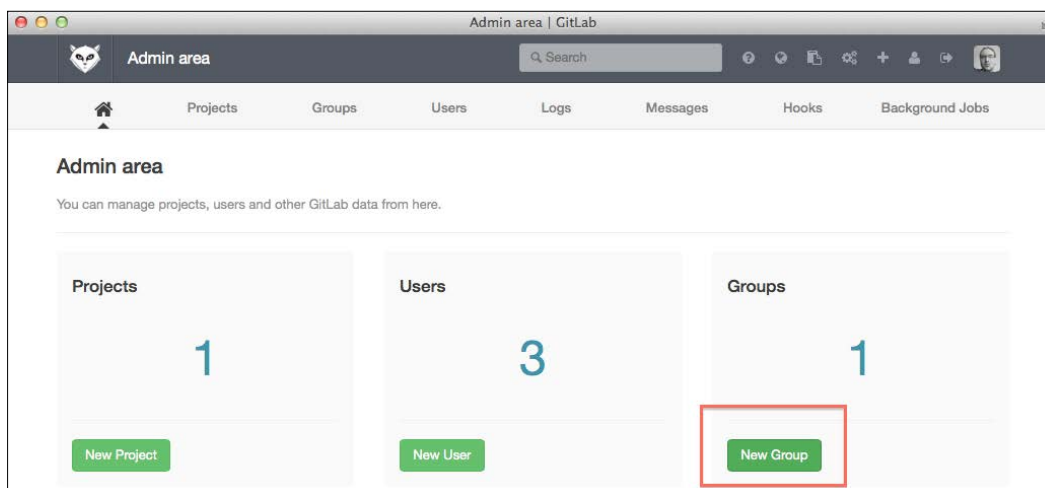 Admin area | GitLab
Admin area
Search
Projects Groups Users Logs Messages Hooks Background Jobs
Admin area
You can manage projects, users and other GitLab data from here.
Projects Users Groups
1 3 1
New Project New User New Group